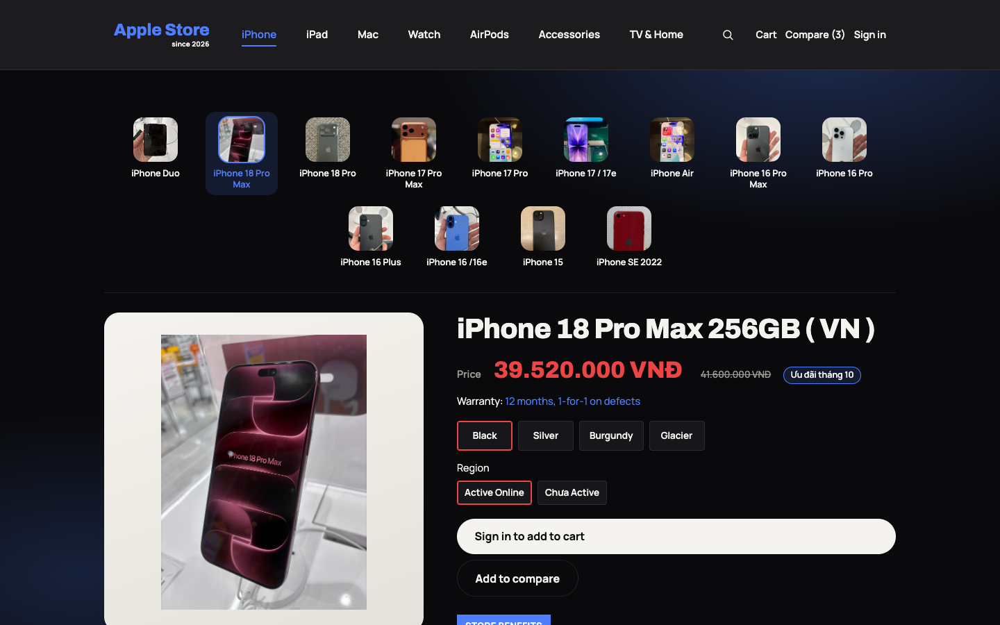 Apple Store
since 2026
iPhone
iPad
Mac
Watch
AirPods
Accessories
TV & Home
Cart
Compare (3)
Sign in
iPhone Duo
iPhone 18 Pro
Max
iPhone 18 Pro
iPhone 17 Pro
Max
iPhone 17 Pro
iPhone 17 / 17e
iPhone Air
iPhone 16 Pro
Max
iPhone 16 Pro
iPhone 16 Plus
iPhone 16 /16e
iPhone 15
iPhone SE 2022
iPhone 18 Pro Max 256GB ( VN )
Price 39.520.000 VNĐ 41.600.000 VNĐ Ưu đãi tháng 10
Warranty: 12 months, 1-for-1 on defects
Black
Silver
Burgundy
Glacier
Region
Active Online
Chưa Active
Sign in to add to cart
Add to compare
STORE BENEFITS
iPhone 18 Pro Max